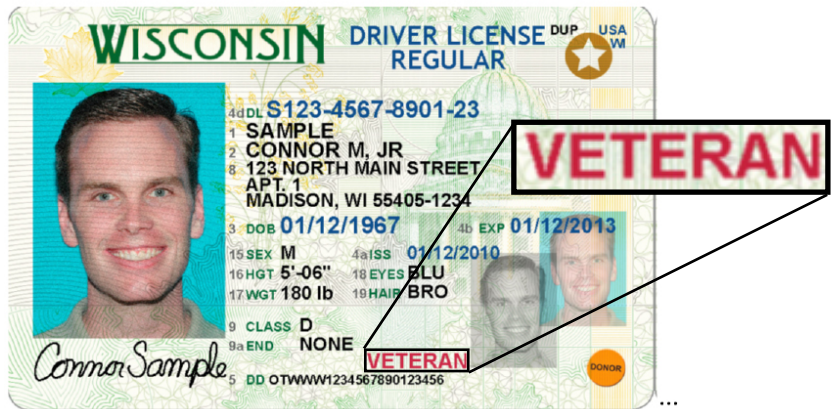 WISCONSIN DRIVER LICENSE DUP USA
REGULAR WI
4d DL S123-4567-8901-23
1 SAMPLE
2 CONNOR M, JR
8 123 NORTH MAIN STREET
APT. 1
MADISON, WI 55405-1234
VETERAN
3 DOB 01/12/1967 4b EXP 01/12/2013
15 SEX M 4a ISS 01/12/2010
16 HGT 5'-06" 18 EYES BLU
17 WGT 180 lb 19 HAIR BRO
9 CLASS D
9a END NONE
VETERAN
Connor Sample
5 DD OTWWW1234567890123456
DONOR
...